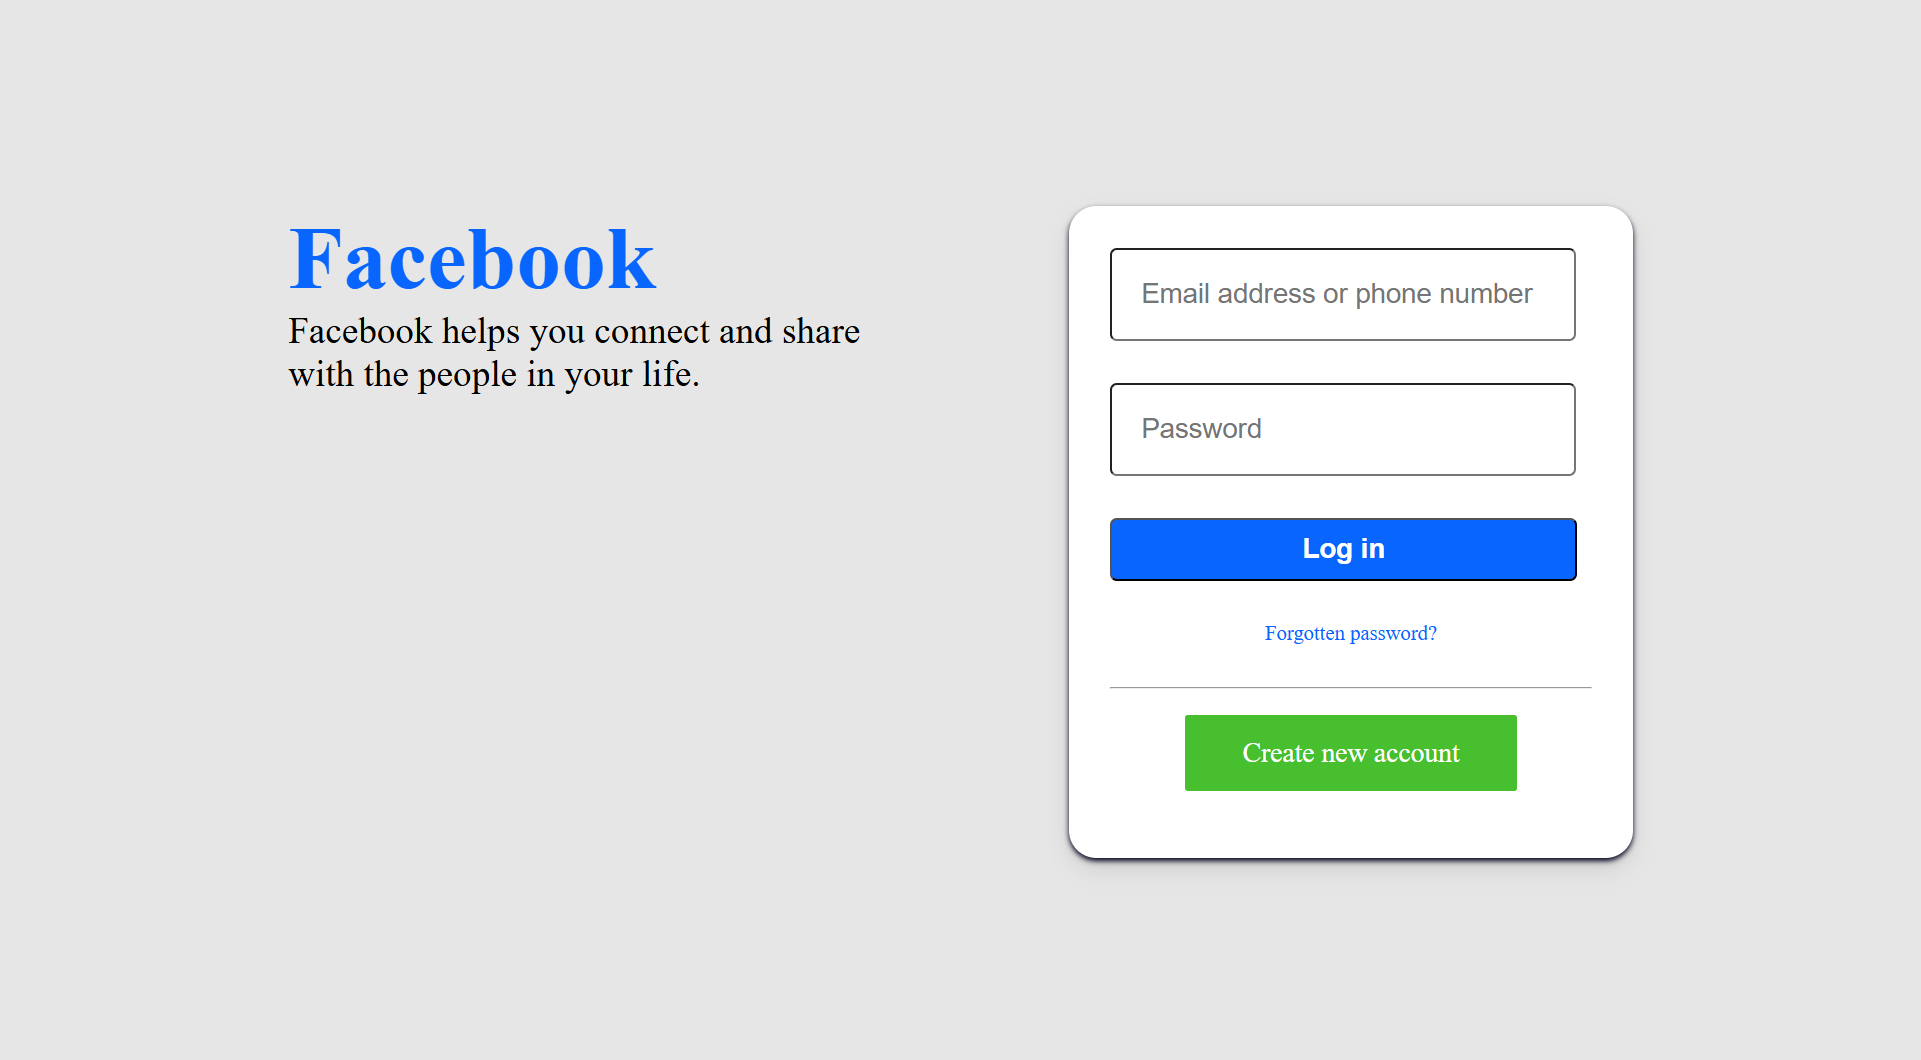 Facebook
Facebook helps you connect and share
with the people in your life.
Email address or phone number
Password
Log in
Forgotten password?
Create new account